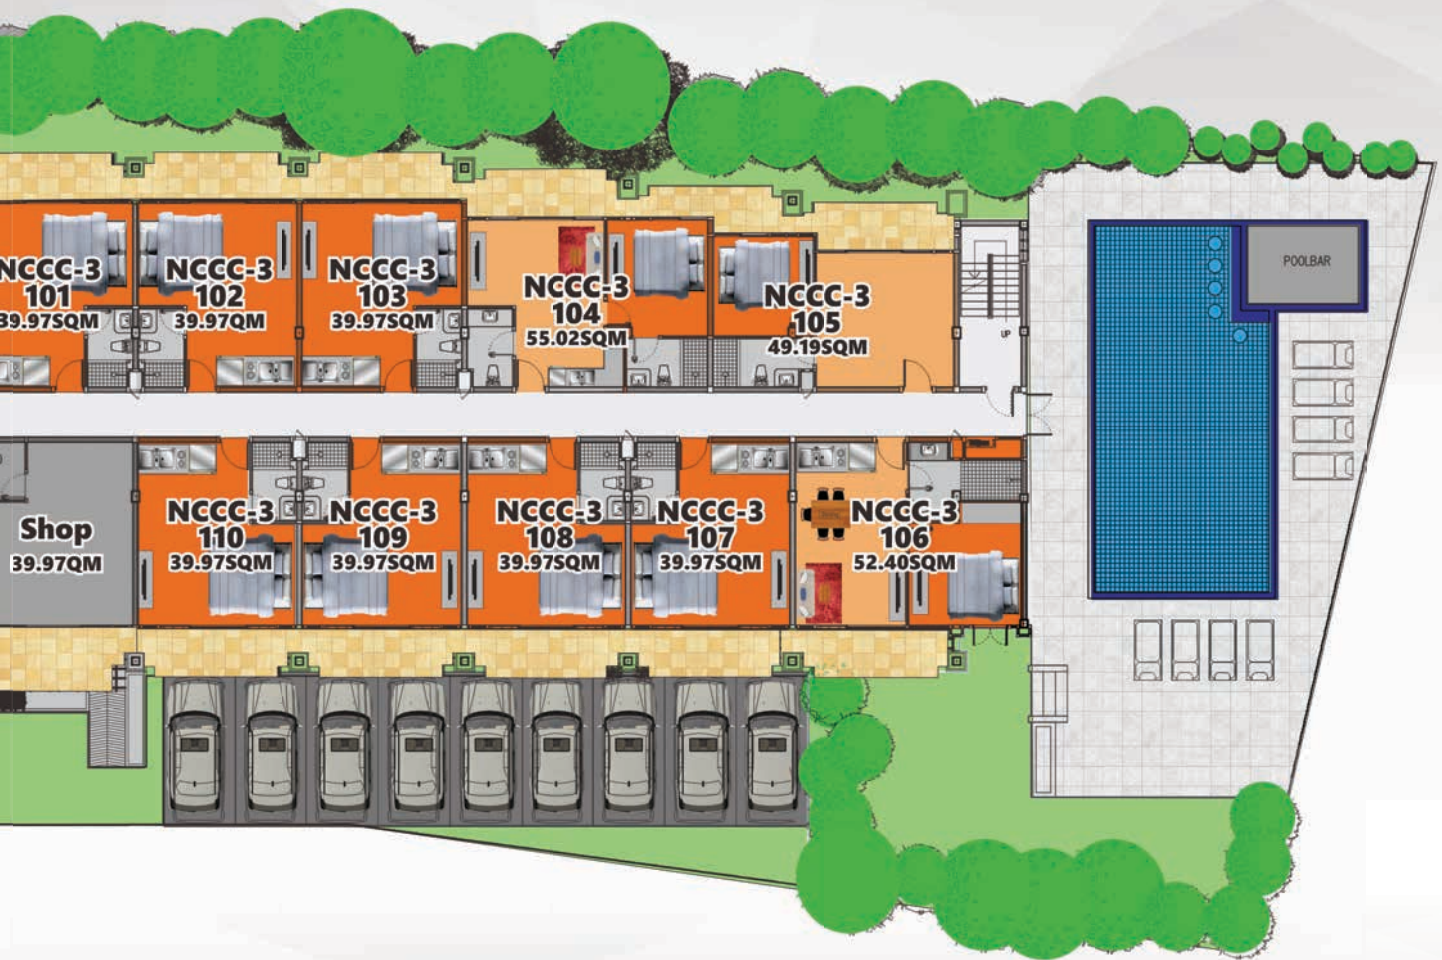 NCCC-3
101
39.97SQM
NCCC-3
102
39.97QM
NCCC-3
103
39.97SQM
NCCC-3
104
55.02SQM
NCCC-3
105
49.19SQM
UP
POOLBAR
Shop
39.97QM
NCCC-3
110
39.97SQM
NCCC-3
109
39.97SQM
NCCC-3
108
39.97SQM
NCCC-3
107
39.97SQM
NCCC-3
106
52.40SQM